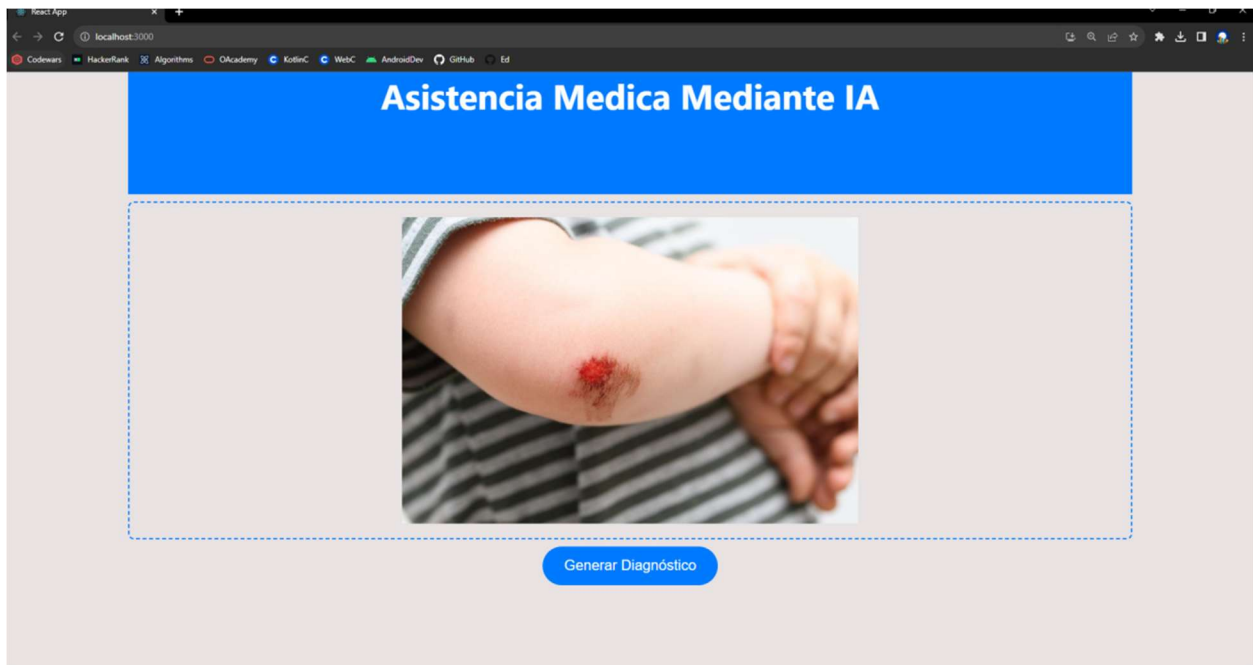 React App
localhost:3000
Codewars HackerRank Algorithms OAcademy KotlinC WebC AndroidDev GitHub Ed
Asistencia Medica Mediante IA
Generar Diagnóstico